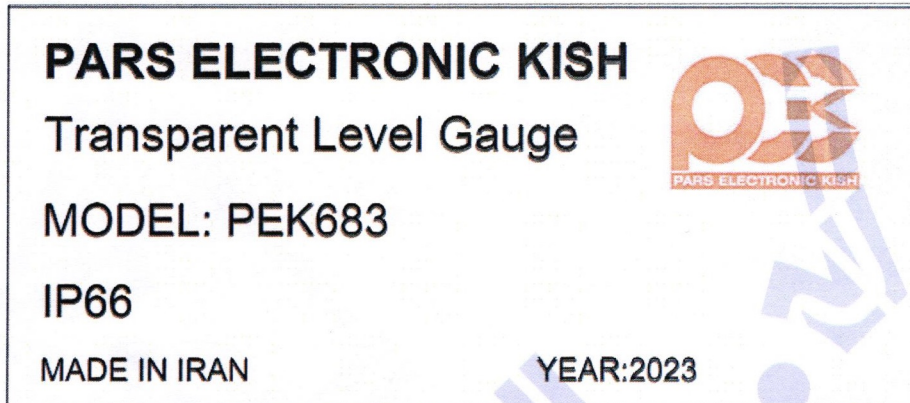 PARS ELECTRONIC KISH
Transparent Level Gauge
PARS ELECTRONIC KISH
MODEL: PEK683
IP66
MADE IN IRAN YEAR:2023